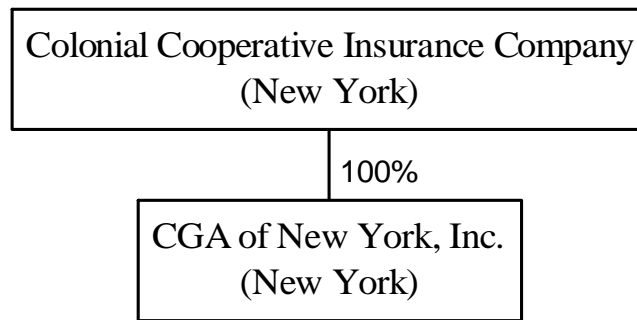 Colonial Cooperative Insurance Company
(New York)
100%
CGA of New York, Inc.
(New York)